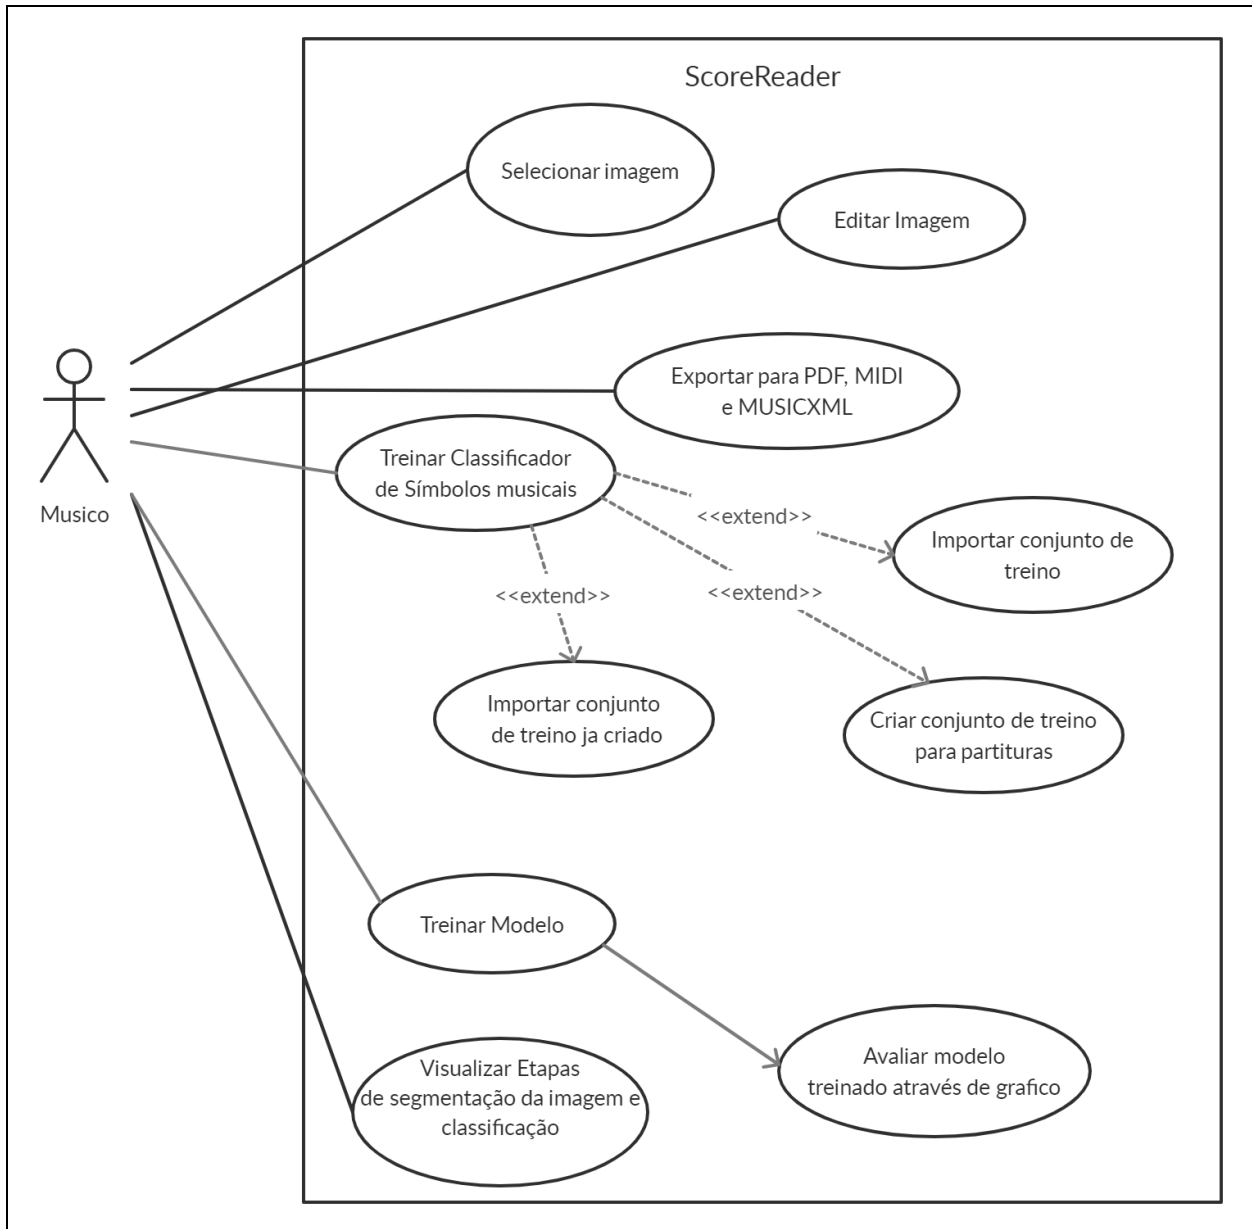 ScoreReader
Selecionar imagem
Editar Imagem
Exportar para PDF, MIDI
e MUSICXML
Treinar Classificador
de Símbolos musicais
Musico
<<extend>>
Importar conjunto de
treino
<<extend>>
<<extend>>
Importar conjunto
de treino ja criado
Criar conjunto de treino
para partituras
Treinar Modelo
Avaliar modelo
treinado através de grafico
Visualizar Etapas
de segmentação da imagem e
classificação